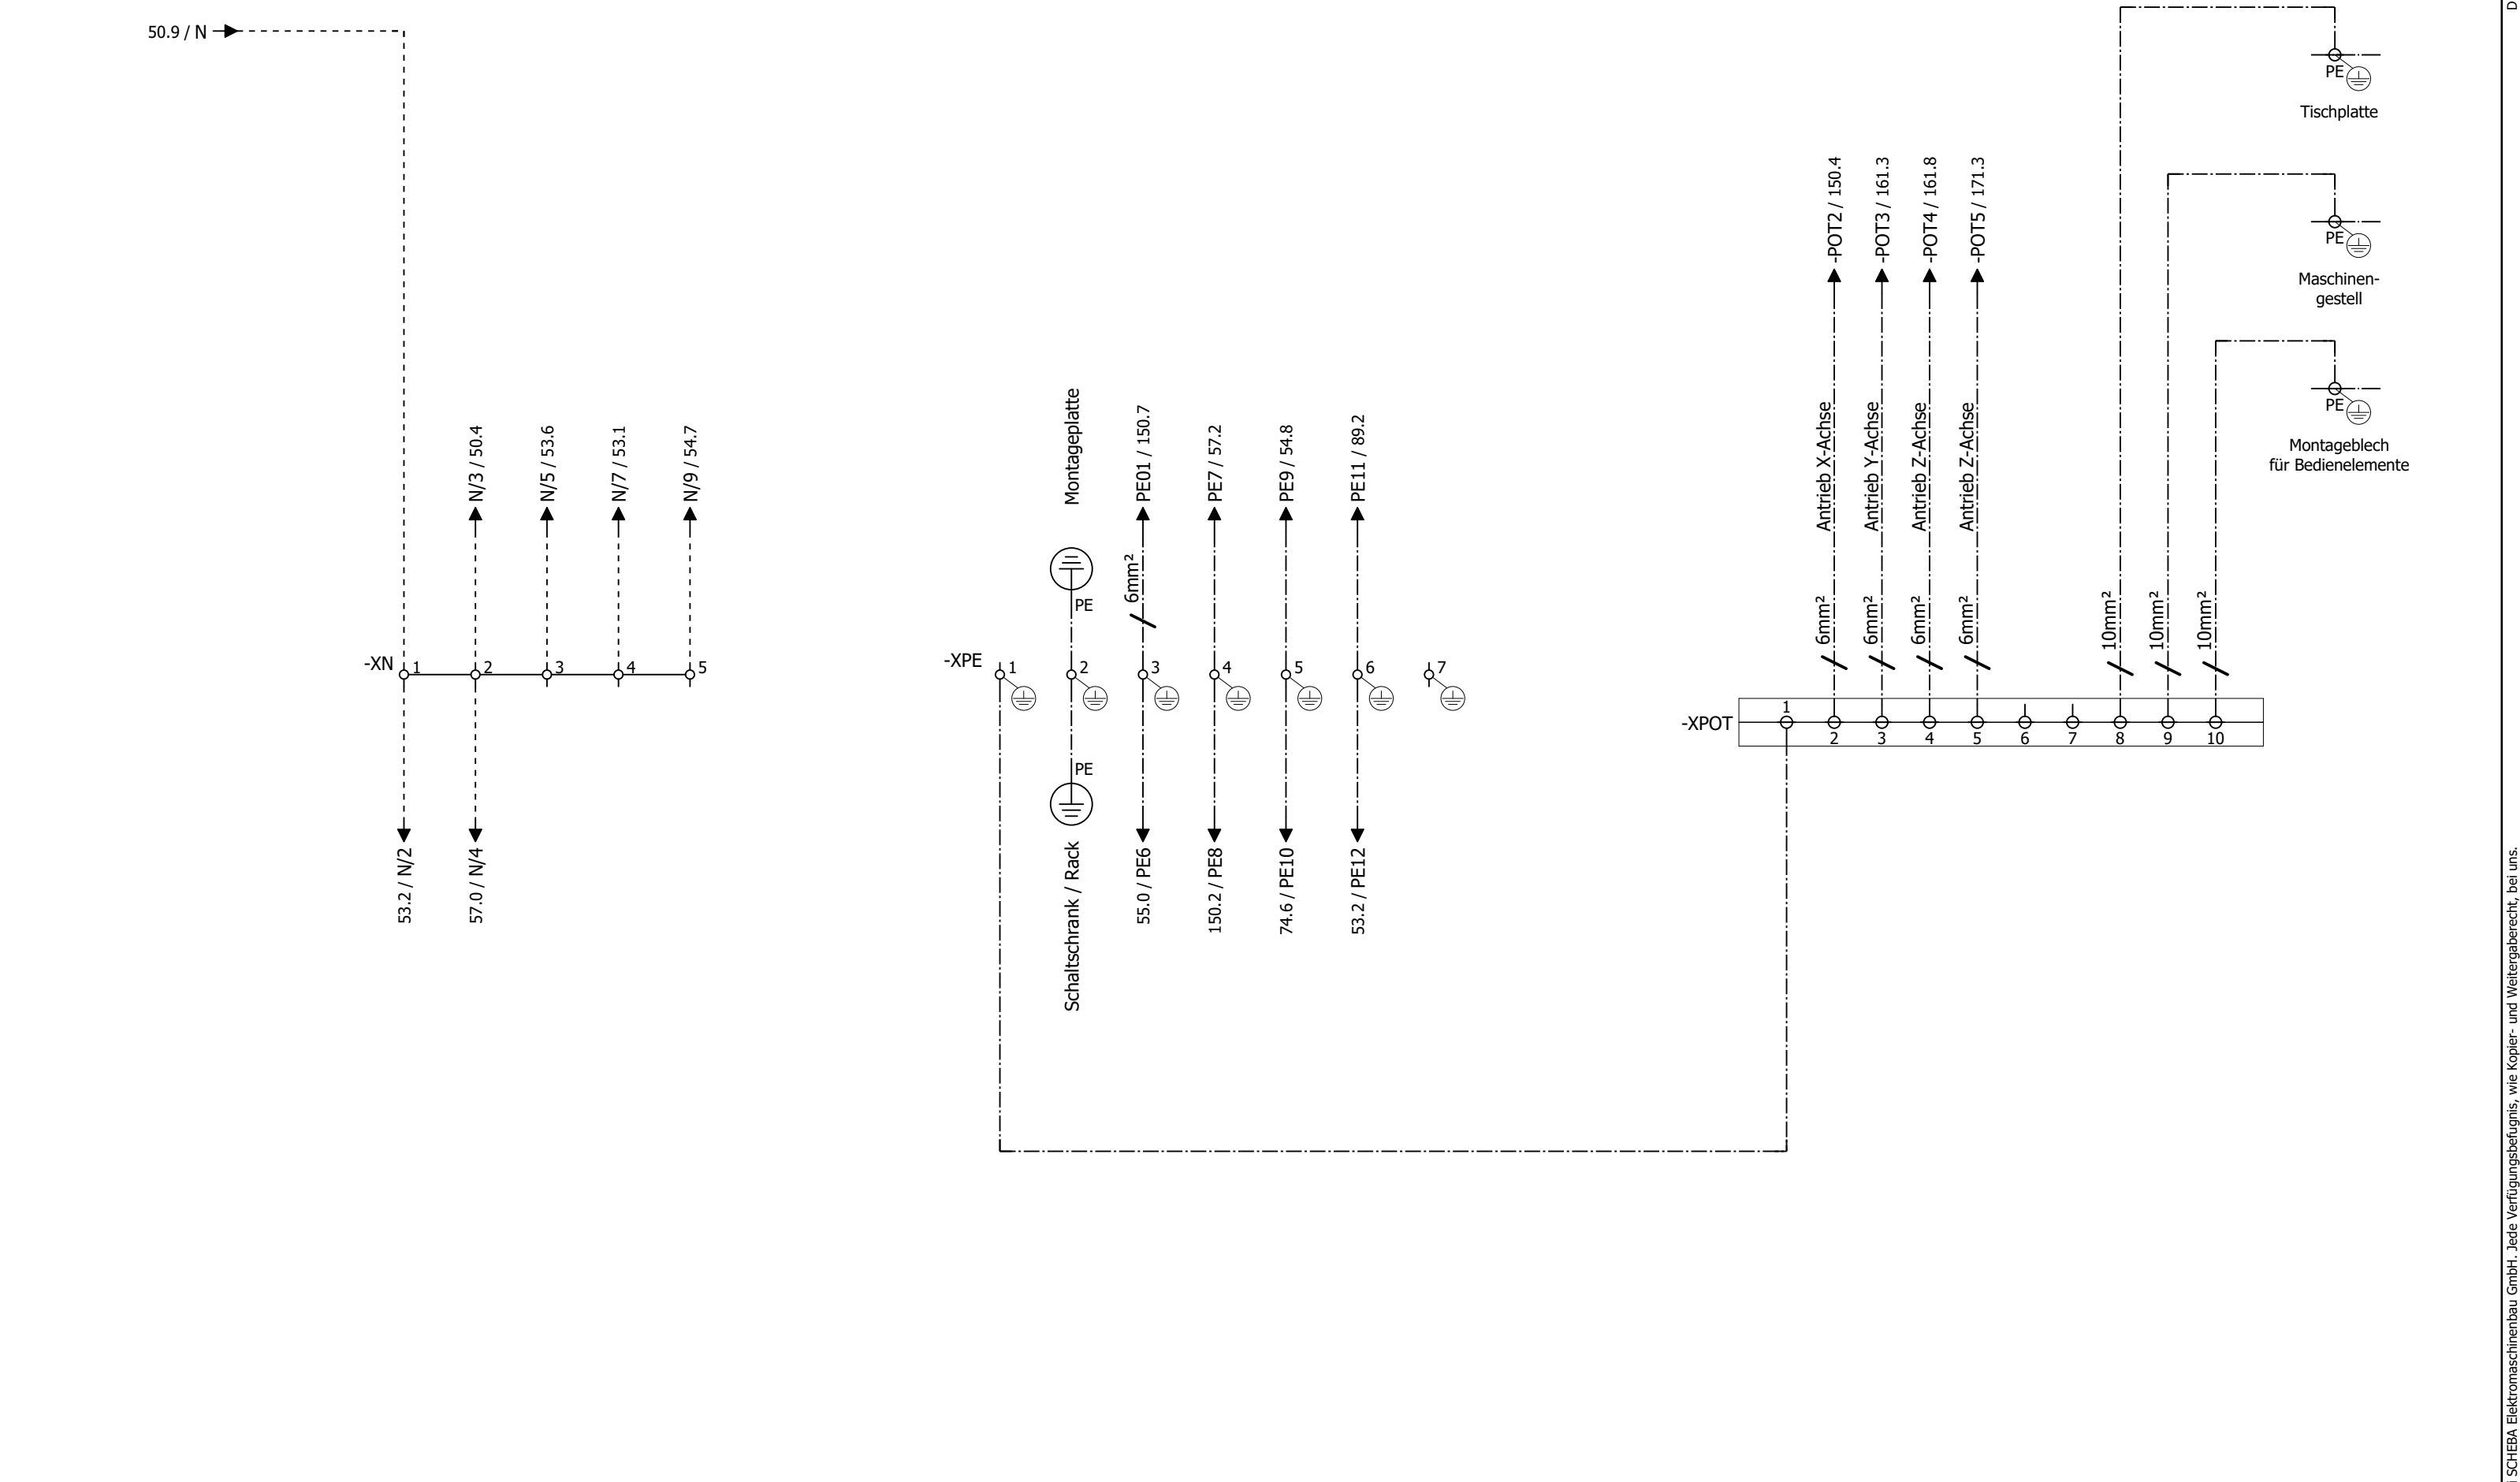 50.9 / N
D
PE
Tischplatte
-POT2 / 150.4
-POT3 / 161.3
-POT4 / 161.8
-POT5 / 171.3
PE
Maschinen-
gestell
PE
Montageblech
für Bedienelemente
Antrieb X-Achse
Antrieb Y-Achse
Antrieb Z-Achse
Antrieb Z-Achse
N/3 / 50.4
N/5 / 53.6
N/7 / 53.1
N/9 / 54.7
Montageplatte
PE01 / 150.7
PE7 / 57.2
PE9 / 54.8
PE11 / 89.2
6mm²
PE
6mm²
6mm²
6mm²
6mm²
10mm²
10mm²
10mm²
-XN
1
2
3
4
5
-XPE
1
2
3
4
5
6
7
-XPOT
1
2
3
4
5
6
7
8
9
10
PE
53.2 / N/2
57.0 / N/4
Schaltschrank / Rack
55.0 / PE6
150.2 / PE8
74.6 / PE10
53.2 / PE12
SCHEBA Elektromaschinenbau GmbH. Jede Verfügungsbefugnis, wie Kopier- und Weitergaberecht, bei uns.